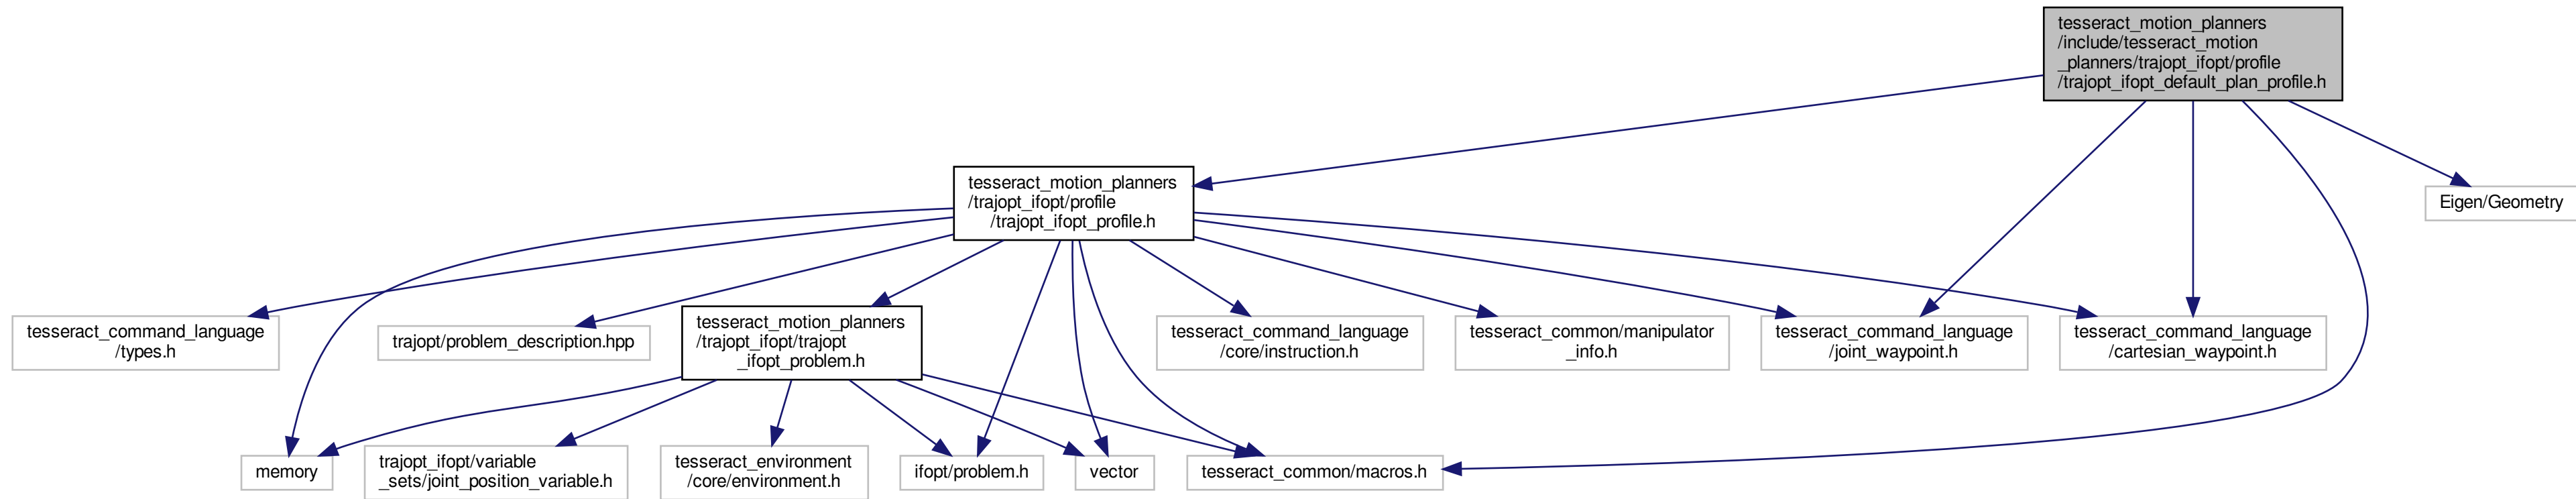 tesseract_motion_planners
/include/tesseract_motion
_planners/trajopt_ifopt/profile
/trajopt_ifopt_default_plan_profile.h
tesseract_motion_planners
/trajopt_ifopt/profile
/trajopt_ifopt_profile.h
Eigen/Geometry
tesseract_command_language
/types.h
trajopt/problem_description.hpp
tesseract_motion_planners
/trajopt_ifopt/trajopt
_ifopt_problem.h
tesseract_command_language
/core/instruction.h
tesseract_common/manipulator
_info.h
tesseract_command_language
/joint_waypoint.h
tesseract_command_language
/cartesian_waypoint.h
memory
trajopt_ifopt/variable
_sets/joint_position_variable.h
tesseract_environment
/core/environment.h
ifopt/problem.h
vector
tesseract_common/macros.h